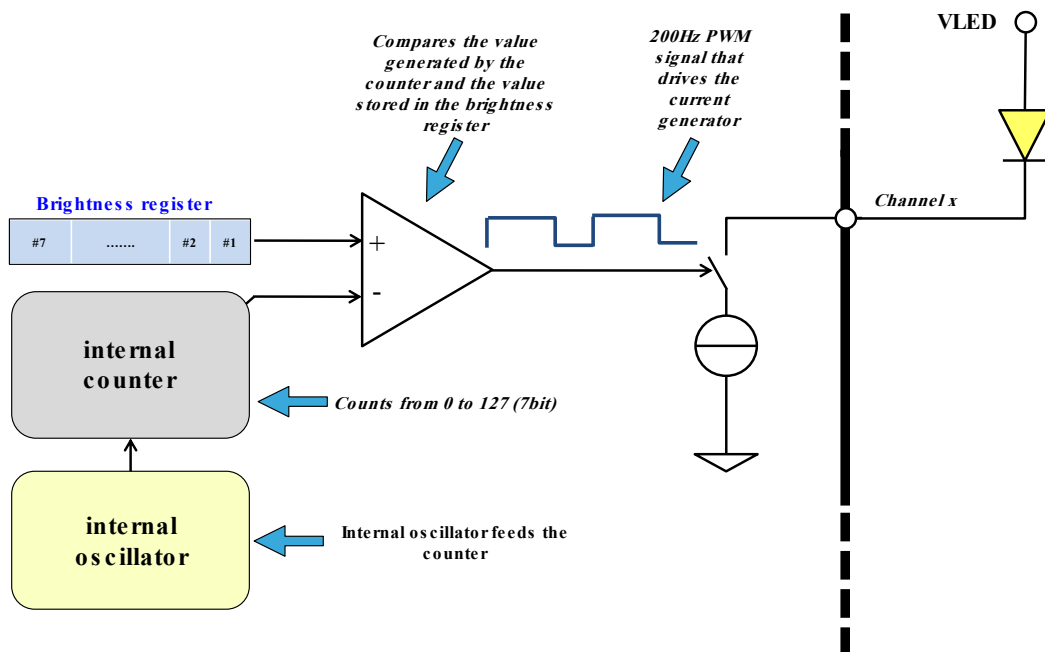 Compares the value
generated by the
counter and the value
stored in the brightness
register
200Hz PWM
signal that
drives the
current
generator
VLED
Brightness register
#7 ....... #2 #1
+
-
Channel x
internal
counter
Counts from 0 to 127 (7bit)
internal
oscillator
Internal oscillator feeds the
counter